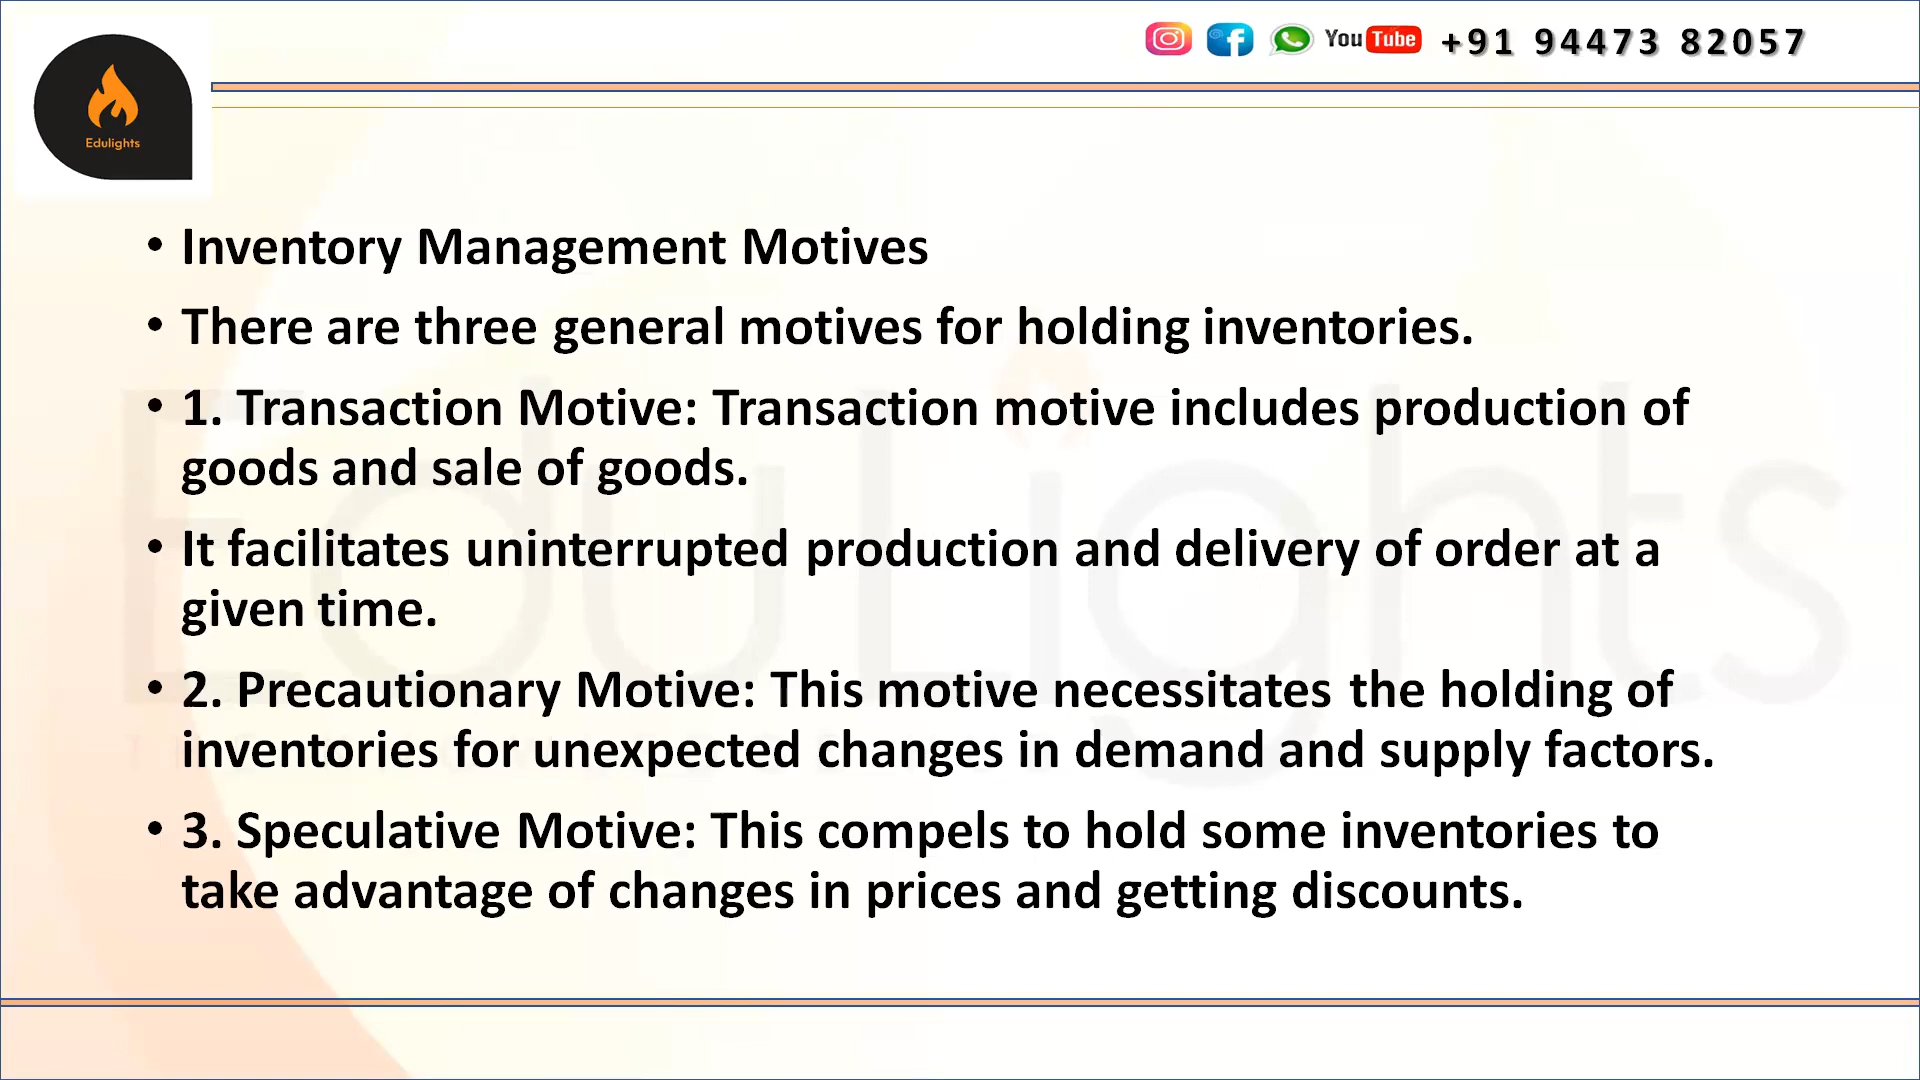 You Tube +91 94473 82057
Edulights
• Inventory Management Motives
• There are three general motives for holding inventories.
• 1. Transaction Motive: Transaction motive includes production of
goods and sale of goods.
• It facilitates uninterrupted production and delivery of order at a
given time.
• 2. Precautionary Motive: This motive necessitates the holding of
inventories for unexpected changes in demand and supply factors.
• 3. Speculative Motive: This compels to hold some inventories to
take advantage of changes in prices and getting discounts.
EduLights